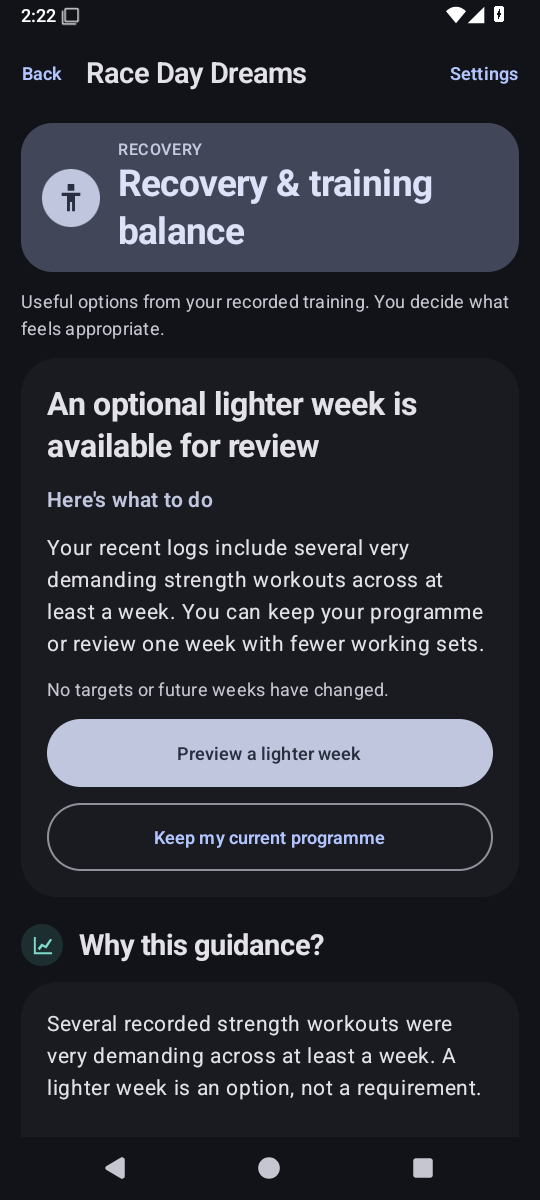 2:22
Back Race Day Dreams Settings
RECOVERY
Recovery & training
balance
Useful options from your recorded training. You decide what
feels appropriate.
An optional lighter week is
available for review
Here's what to do
Your recent logs include several very
demanding strength workouts across at
least a week. You can keep your programme
or review one week with fewer working sets.
No targets or future weeks have changed.
Preview a lighter week
Keep my current programme
Why this guidance?
Several recorded strength workouts were
very demanding across at least a week. A
lighter week is an option, not a requirement.